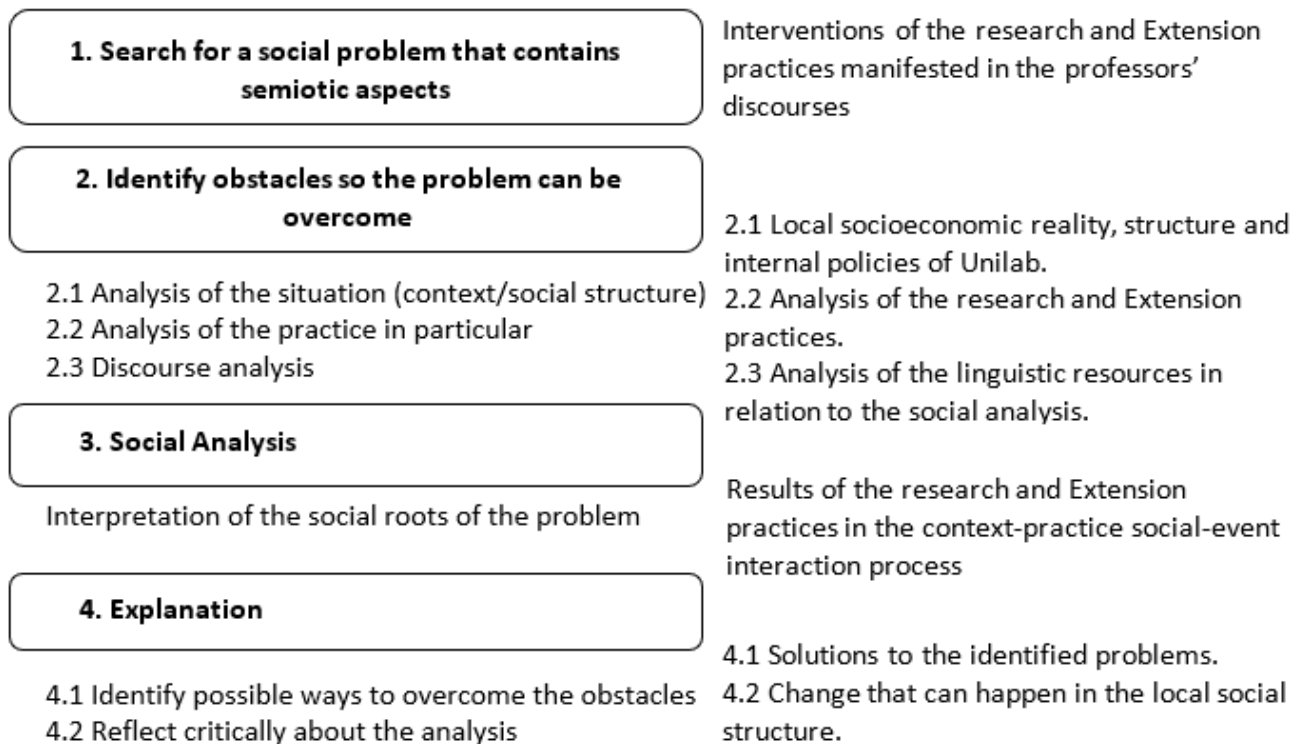 1. Search for a social problem that contains
semiotic aspects
Interventions of the research and Extension
practices manifested in the professors'
discourses
2. Identify obstacles so the problem can be
overcome
2.1 Analysis of the situation (context/social structure)
2.2 Analysis of the practice in particular
2.3 Discourse analysis
2.1 Local socioeconomic reality, structure and
internal policies of Unilab.
2.2 Analysis of the research and Extension
practices.
2.3 Analysis of the linguistic resources in
relation to the social analysis.
3. Social Analysis
Interpretation of the social roots of the problem
Results of the research and Extension
practices in the context-practice social-event
interaction process
4. Explanation
4.1 Identify possible ways to overcome the obstacles
4.2 Reflect critically about the analysis
4.1 Solutions to the identified problems.
4.2 Change that can happen in the local social
structure.